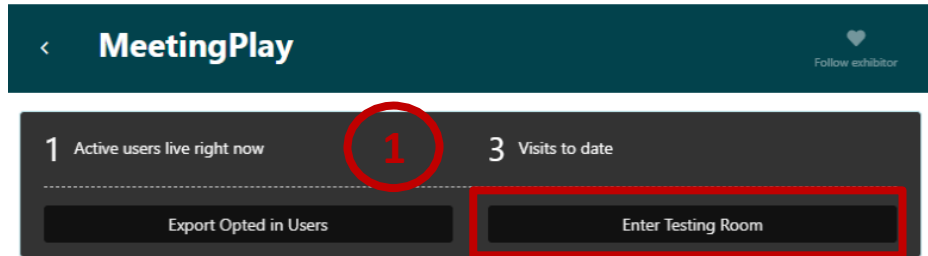 < MeetingPlay
Follow exhibitor
1 Active users live right now
1
3 Visits to date
Export Opted in Users
Enter Testing Room